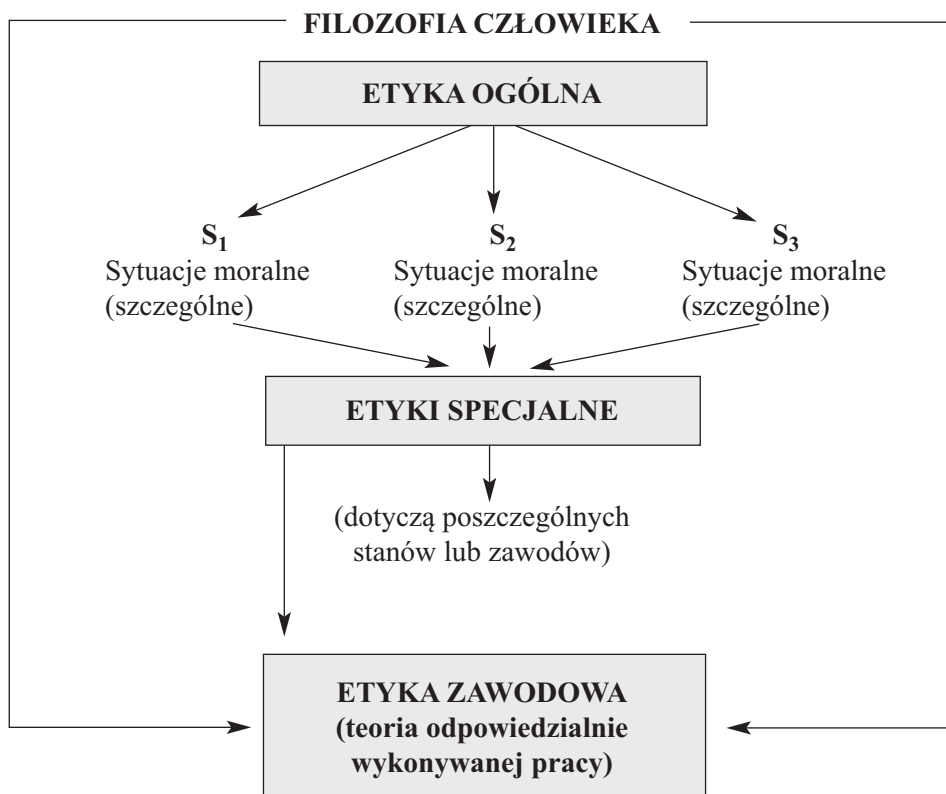 FILOZOFIA CZŁOWIEKA
ETYKA OGÓLNA
S₁
Sytuacje moralne
(szczególne)
S₂
Sytuacje moralne
(szczególne)
S₃
Sytuacje moralne
(szczególne)
ETYKI SPECJALNE
(dotyczą poszczególnych
stanów lub zawodów)
ETYKA ZAWODOWA
(teoria odpowiedzialnie
wykonywanej pracy)